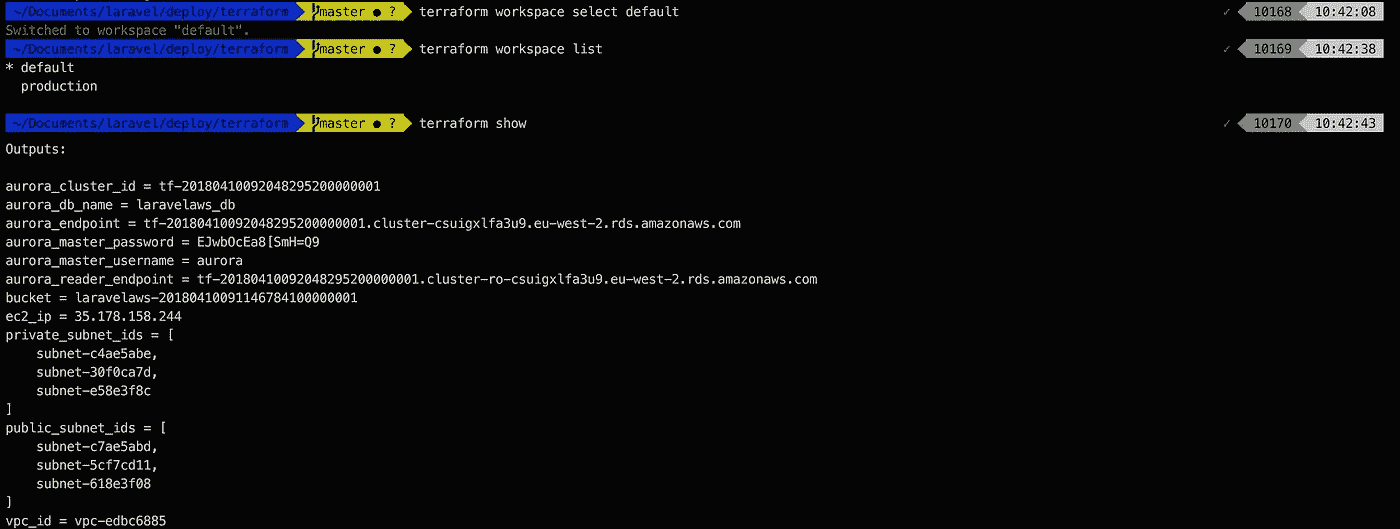 ~/Documents/laravel/deploy/terraform master ● ? terraform workspace select default ✓ 10168 10:42:08
Switched to workspace "default".
~/Documents/laravel/deploy/terraform master ● ? terraform workspace list ✓ 10169 10:42:38
* default
production
~/Documents/laravel/deploy/terraform master ● ? terraform show ✓ 10170 10:42:43
Outputs:
aurora_cluster_id = tf-20180410092048295200000001
aurora_db_name = laravelaws_db
aurora_endpoint = tf-20180410092048295200000001.cluster-csuigxlfa3u9.eu-west-2.rds.amazonaws.com
aurora_master_password = EJwbOcEa8[SmH=Q9
aurora_master_username = aurora
aurora_reader_endpoint = tf-20180410092048295200000001.cluster-ro-csuigxlfa3u9.eu-west-2.rds.amazonaws.com
bucket = laravelaws-20180410091146784100000001
ec2_ip = 35.178.158.244
private_subnet_ids = [
subnet-c4ae5abe,
subnet-30f0ca7d,
subnet-e58e3f8c
]
public_subnet_ids = [
subnet-c7ae5abd,
subnet-5cf7cd11,
subnet-618e3f08
]
vpc_id = vpc-edbc6885